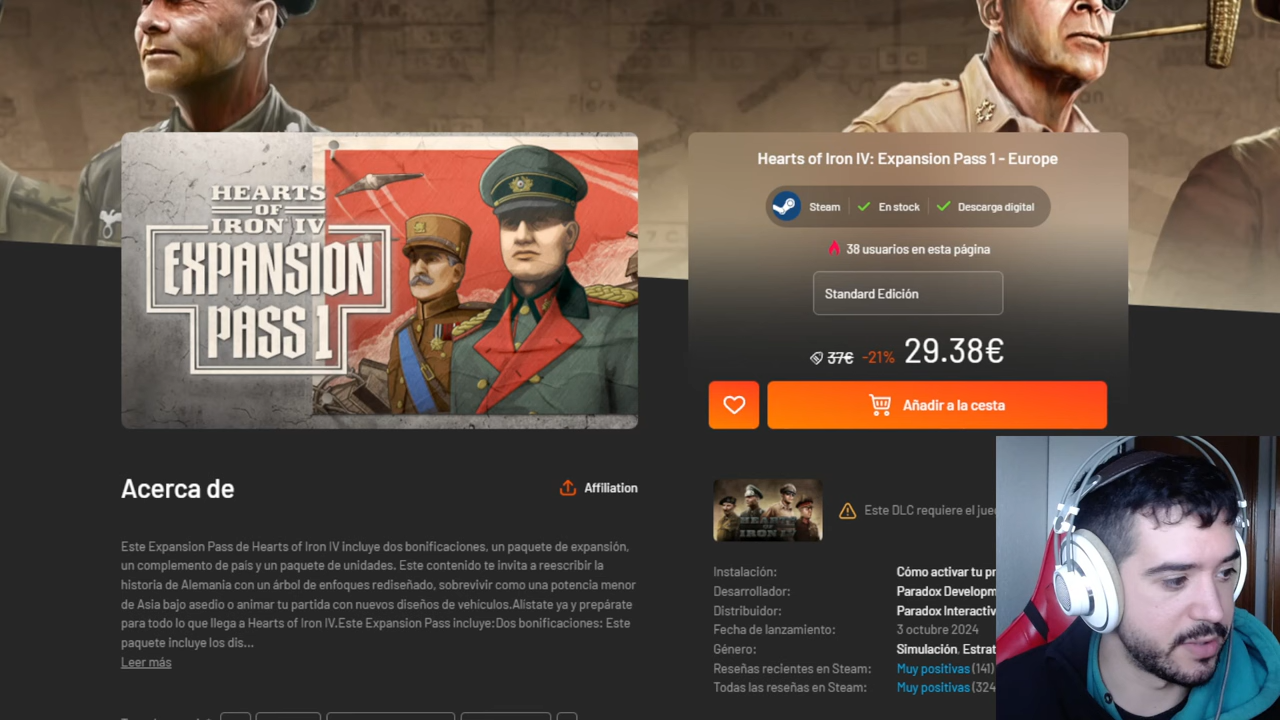 Hearts of Iron IV: Expansion Pass 1 - Europe
Steam
En stock
Descarga digital
HEARTS
OF
IRON IV
EXPANSION
PASS 1
38 usuarios en esta página
Standard Edición
37€ -21% 29.38€
Añadir a la cesta
Acerca de
Affiliation
Este DLC requiere el jue
Este Expansion Pass de Hearts of Iron IV incluye dos bonificaciones, un paquete de expansión,
un complemento de país y un paquete de unidades. Este contenido te invita a reescribir la
historia de Alemania con un árbol de enfoques rediseñado, sobrevivir como una potencia menor
de Asia bajo asedio o animar tu partida con nuevos diseños de vehículos.Alístate ya y prepárate
para todo lo que llega a Hearts of Iron IV.Este Expansion Pass incluye:Dos bonificaciones: Este
paquete incluye los dis...
Leer más
Instalación: Cómo activar tu pr
Desarrollador: Paradox Developm
Distribuidor: Paradox Interactiv
Fecha de lanzamiento: 3 octubre 2024
Género: Simulación, Estrat
Reseñas recientes en Steam: Muy positivas (141)
Todas las reseñas en Steam: Muy positivas (324